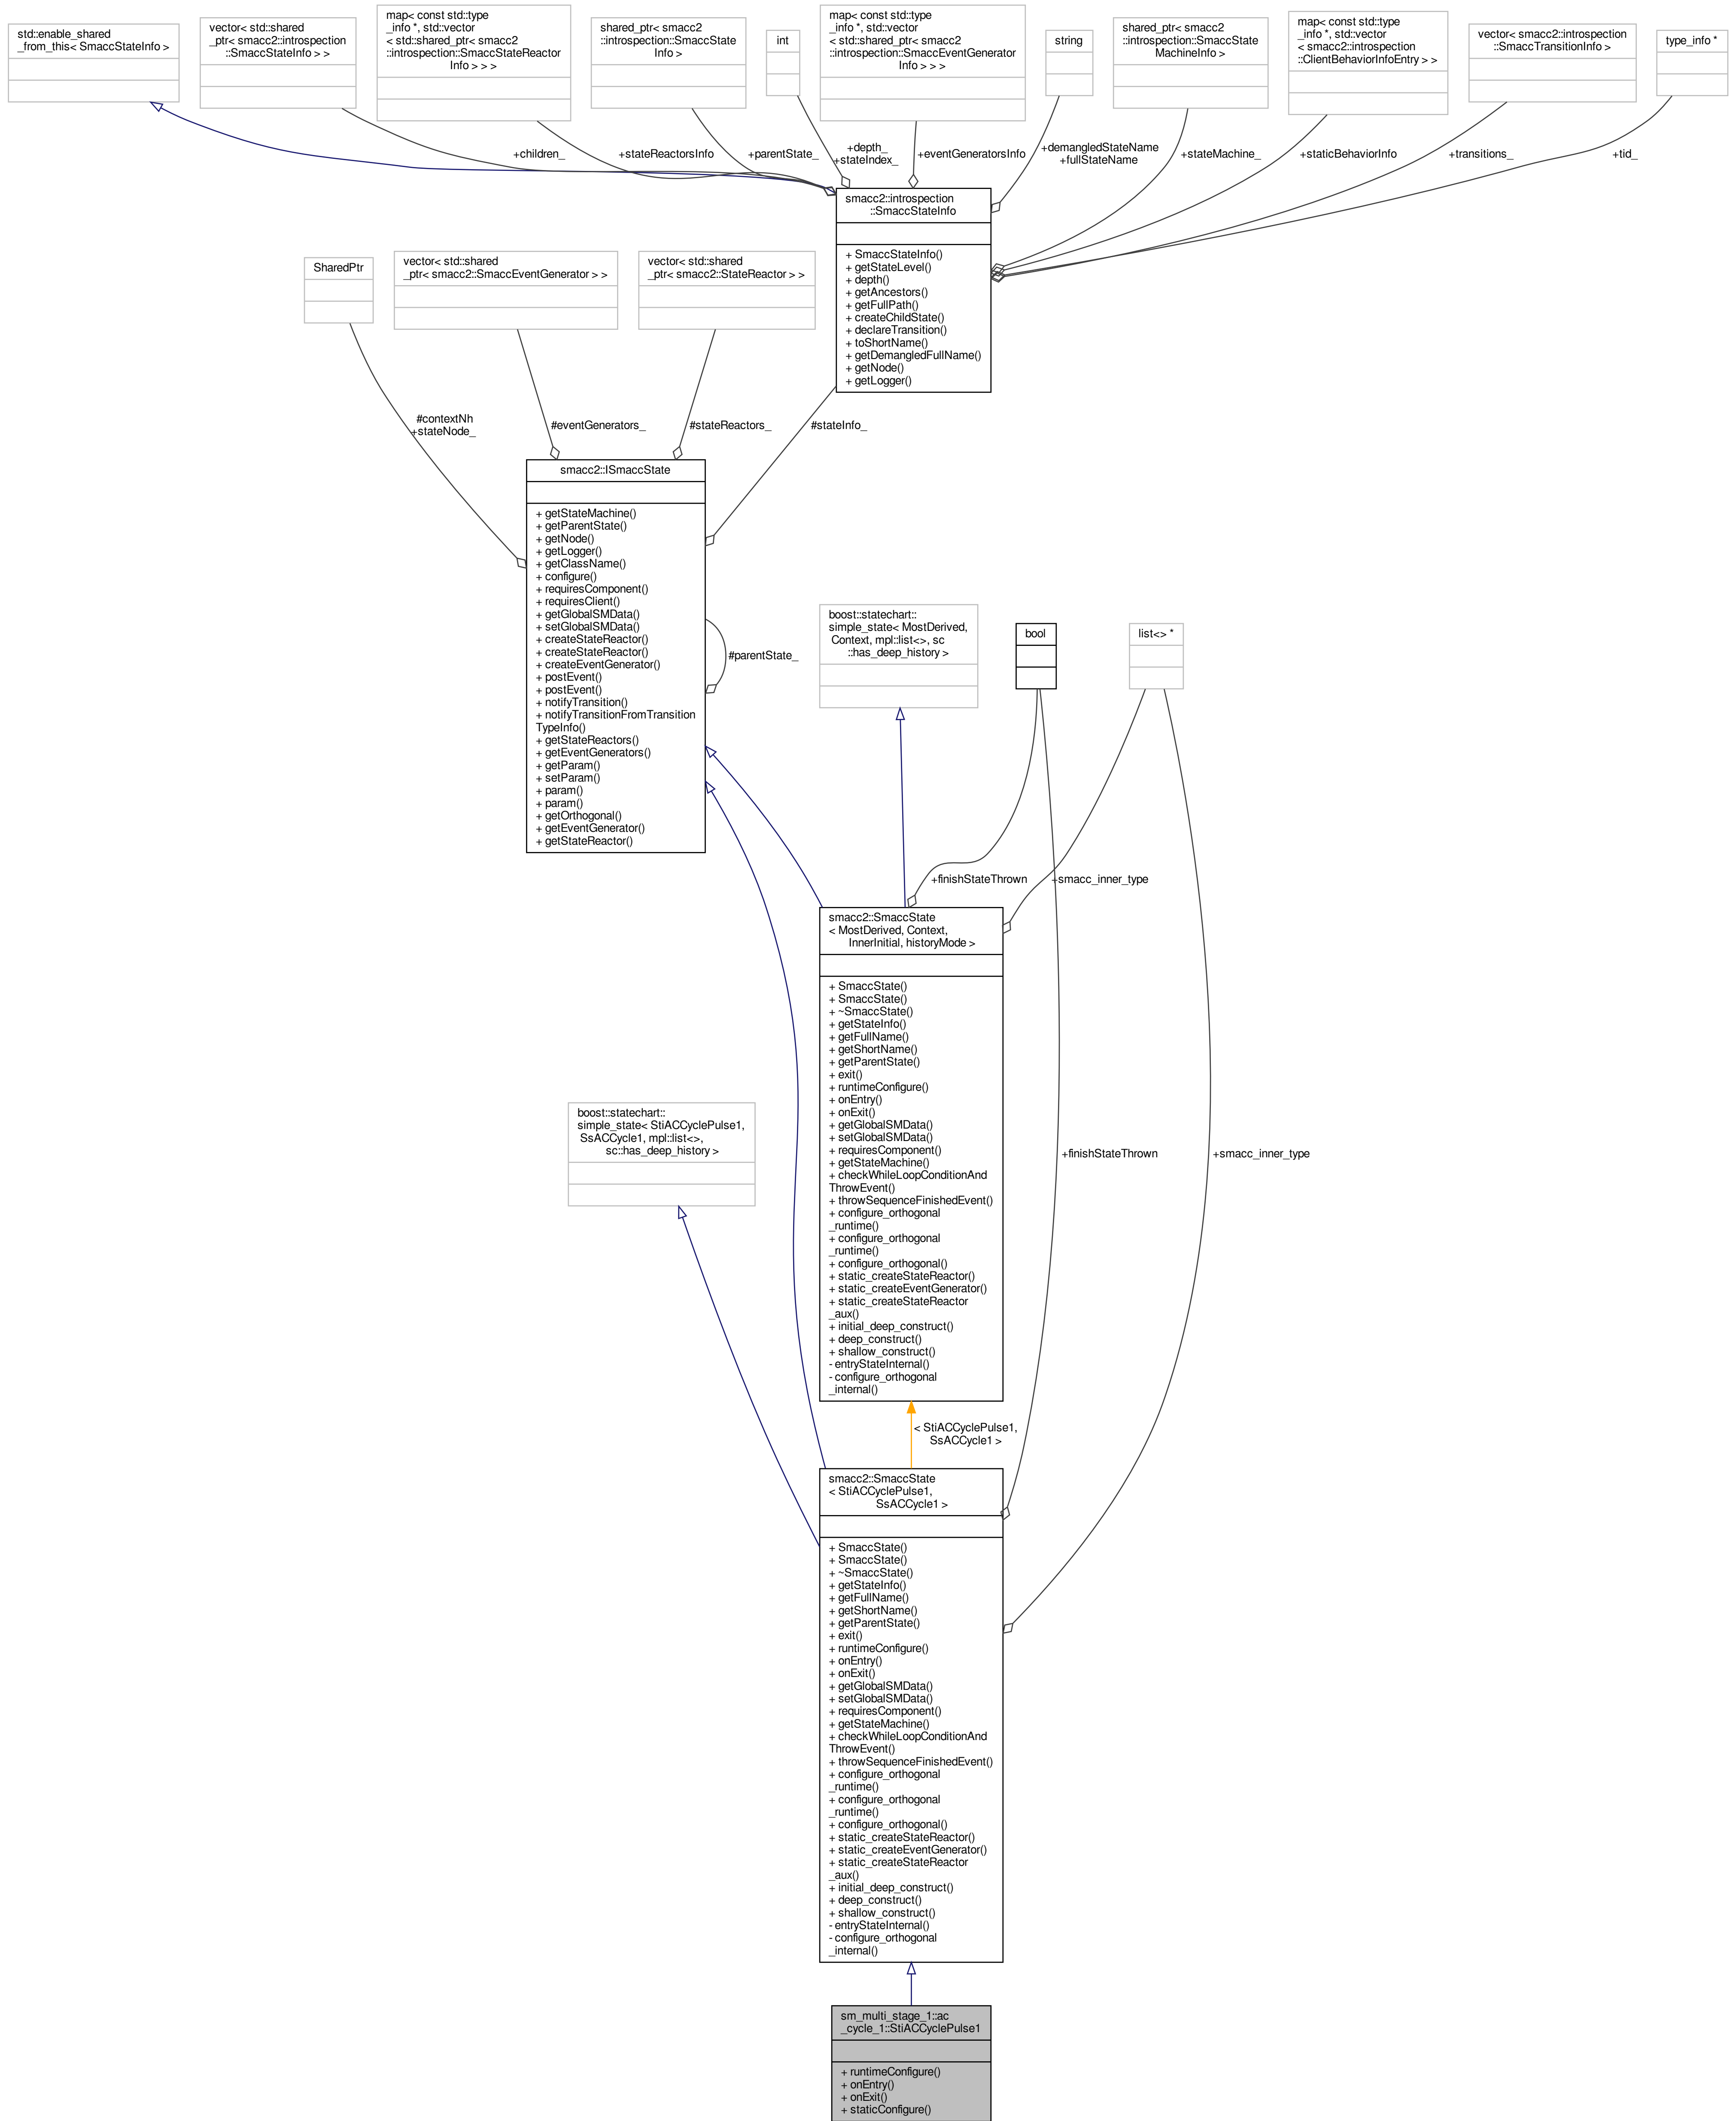 std::enable_shared
_from_this< SmaccStateInfo >
vector< std::shared
_ptr< smacc2::introspection
::SmaccStateInfo > >
map< const std::type
_info *, std::vector
< std::shared_ptr< smacc2
::introspection::SmaccStateReactor
Info > > >
shared_ptr< smacc2
::introspection::SmaccState
Info >
int
map< const std::type
_info *, std::vector
< std::shared_ptr< smacc2
::introspection::SmaccEventGenerator
Info > > >
string
shared_ptr< smacc2
::introspection::SmaccState
MachineInfo >
map< const std::type
_info *, std::vector
< smacc2::introspection
::ClientBehaviorInfoEntry > >
vector< smacc2::introspection
::SmaccTransitionInfo >
type_info *
+children_
+stateReactorsInfo
+parentState_
+depth_
+stateIndex_
+eventGeneratorsInfo
+demangledStateName
+fullStateName
+stateMachine_
+staticBehaviorInfo
+transitions_
+tid_
smacc2::introspection
::SmaccStateInfo
+ SmaccStateInfo()
+ getStateLevel()
+ depth()
+ getAncestors()
+ getFullPath()
+ createChildState()
+ declareTransition()
+ toShortName()
+ getDemangledFullName()
+ getNode()
+ getLogger()
SharedPtr
vector< std::shared
_ptr< smacc2::SmaccEventGenerator > >
vector< std::shared
_ptr< smacc2::StateReactor > >
#contextNh
+stateNode_
#eventGenerators_
#stateReactors_
#stateInfo_
smacc2::ISmaccState
+ getStateMachine()
+ getParentState()
+ getNode()
+ getLogger()
+ getClassName()
+ configure()
+ requiresComponent()
+ requiresClient()
+ getGlobalSMData()
+ setGlobalSMData()
+ createStateReactor()
+ createStateReactor()
+ createEventGenerator()
+ postEvent()
+ postEvent()
+ notifyTransition()
+ notifyTransitionFromTransition
TypeInfo()
+ getStateReactors()
+ getEventGenerators()
+ getParam()
+ setParam()
+ param()
+ param()
+ getOrthogonal()
+ getEventGenerator()
+ getStateReactor()
#parentState_
boost::statechart::
simple_state< MostDerived,
Context, mpl::list<>, sc
::has_deep_history >
bool
list<> *
+finishStateThrown
+smacc_inner_type
smacc2::SmaccState
< MostDerived, Context,
InnerInitial, historyMode >
+ SmaccState()
+ SmaccState()
+ ~SmaccState()
+ getStateInfo()
+ getFullName()
+ getShortName()
+ getParentState()
+ exit()
+ runtimeConfigure()
+ onEntry()
+ onExit()
+ getGlobalSMData()
+ setGlobalSMData()
+ requiresComponent()
+ getStateMachine()
+ checkWhileLoopConditionAnd
ThrowEvent()
+ throwSequenceFinishedEvent()
+ configure_orthogonal
_runtime()
+ configure_orthogonal
_runtime()
+ configure_orthogonal()
+ static_createStateReactor()
+ static_createEventGenerator()
+ static_createStateReactor
_aux()
+ initial_deep_construct()
+ deep_construct()
+ shallow_construct()
- entryStateInternal()
- configure_orthogonal
_internal()
boost::statechart::
simple_state< StiACCyclePulse1,
SsACCycle1, mpl::list<>,
sc::has_deep_history >
+finishStateThrown
+smacc_inner_type
< StiACCyclePulse1,
SsACCycle1 >
smacc2::SmaccState
< StiACCyclePulse1,
SsACCycle1 >
+ SmaccState()
+ SmaccState()
+ ~SmaccState()
+ getStateInfo()
+ getFullName()
+ getShortName()
+ getParentState()
+ exit()
+ runtimeConfigure()
+ onEntry()
+ onExit()
+ getGlobalSMData()
+ setGlobalSMData()
+ requiresComponent()
+ getStateMachine()
+ checkWhileLoopConditionAnd
ThrowEvent()
+ throwSequenceFinishedEvent()
+ configure_orthogonal
_runtime()
+ configure_orthogonal
_runtime()
+ configure_orthogonal()
+ static_createStateReactor()
+ static_createEventGenerator()
+ static_createStateReactor
_aux()
+ initial_deep_construct()
+ deep_construct()
+ shallow_construct()
- entryStateInternal()
- configure_orthogonal
_internal()
sm_multi_stage_1::ac
_cycle_1::StiACCyclePulse1
+ runtimeConfigure()
+ onEntry()
+ onExit()
+ staticConfigure()